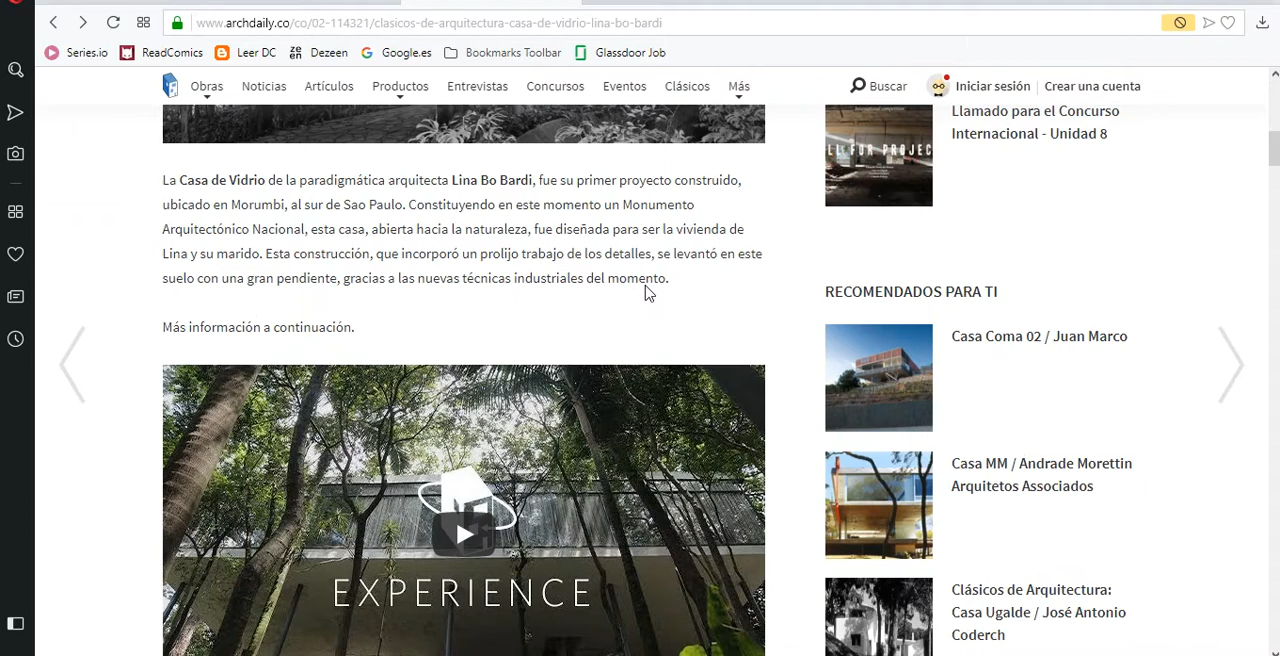 www.archdaily.co/co/02-114321/clasicos-de-arquitectura-casa-de-vidrio-lina-bo-bardi
Series.io ReadComics Leer DC Dezeen Google.es Bookmarks Toolbar Glassdoor Job
Obras Noticias Artículos Productos Entrevistas Concursos Eventos Clásicos Más Buscar Iniciar sesión Crear una cuenta
La Casa de Vidrio de la paradigmática arquitecta Lina Bo Bardi, fue su primer proyecto construido,
ubicado en Morumbi, al sur de Sao Paulo. Constituyendo en este momento un Monumento
Arquitectónico Nacional, esta casa, abierta hacia la naturaleza, fue diseñada para ser la vivienda de
Lina y su marido. Esta construcción, que incorporó un prolijo trabajo de los detalles, se levantó en este
suelo con una gran pendiente, gracias a las nuevas técnicas industriales del momento.
Más información a continuación.
EXPERIENCE
Llamado para el Concurso
Internacional - Unidad 8
LL FOR PROJEC
RECOMENDADOS PARA TI
Casa Coma 02 / Juan Marco
Casa MM / Andrade Morettin
Arquitetos Associados
Clásicos de Arquitectura:
Casa Ugalde / José Antonio
Coderch